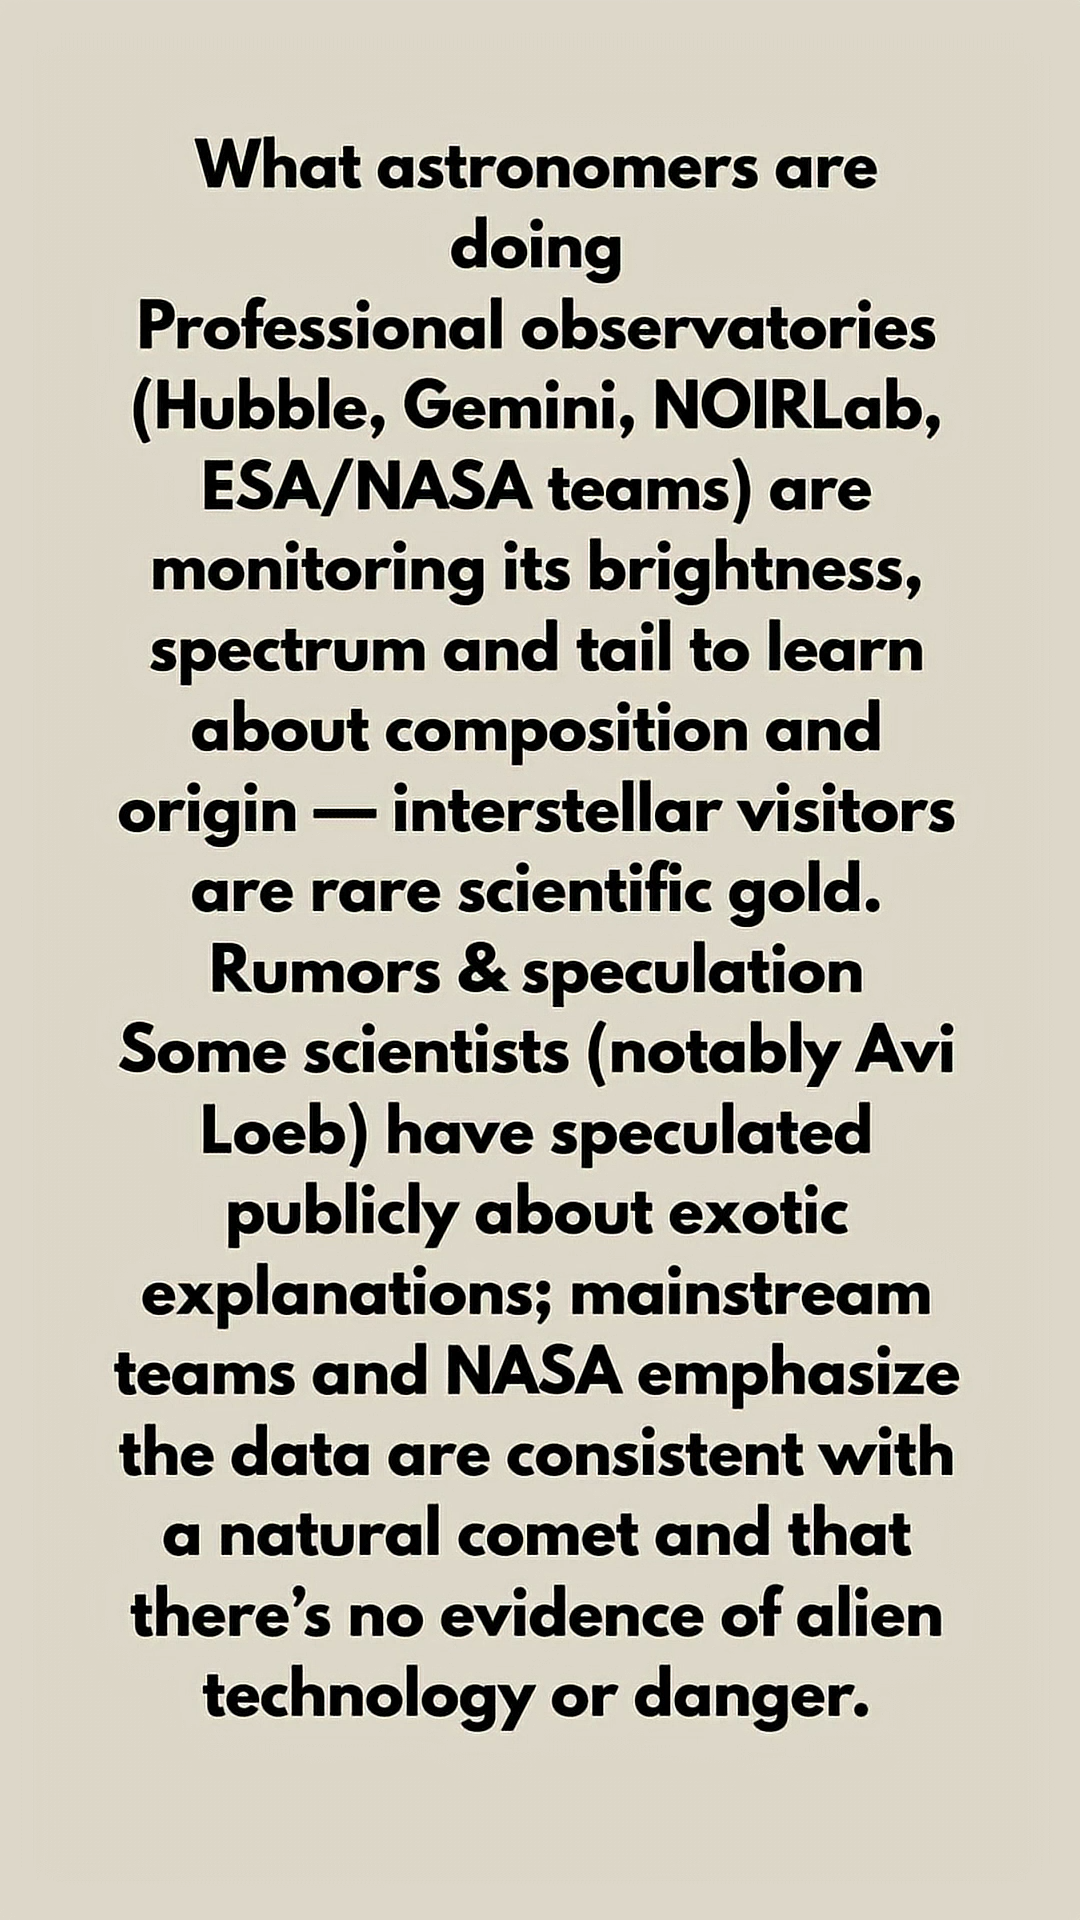 What astronomers are
doing
Professional observatories
(Hubble, Gemini, NOIRLab,
ESA/NASA teams) are
monitoring its brightness,
spectrum and tail to learn
about composition and
origin — interstellar visitors
are rare scientific gold.
Rumors & speculation
Some scientists (notably Avi
Loeb) have speculated
publicly about exotic
explanations; mainstream
teams and NASA emphasize
the data are consistent with
a natural comet and that
there’s no evidence of alien
technology or danger.